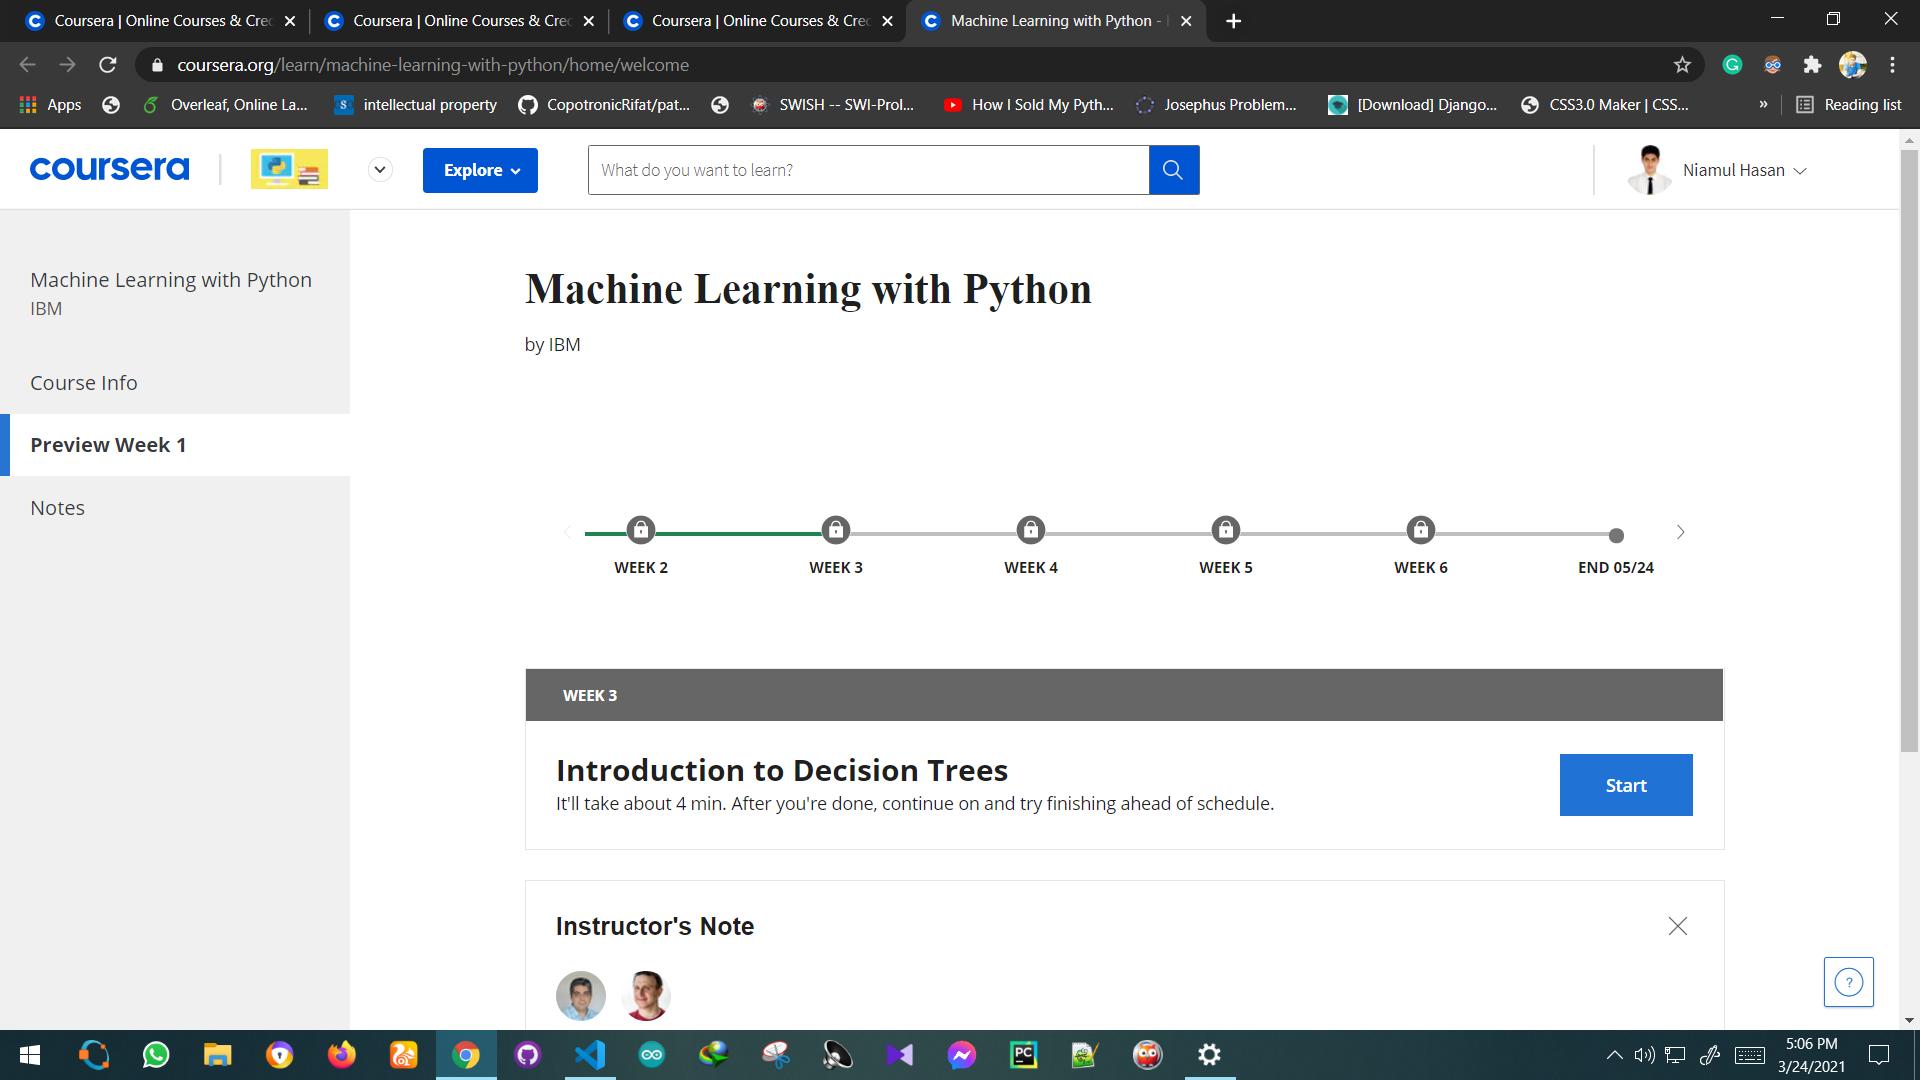 Coursera | Online Courses & Cred
Coursera | Online Courses & Cred
Coursera | Online Courses & Cred
Machine Learning with Python -
coursera.org/learn/machine-learning-with-python/home/welcome
Apps
Overleaf, Online La...
intellectual property
CopotronicRifat/pat...
SWISH -- SWI-Prol...
How I Sold My Pyth...
Josephus Problem...
[Download] Django...
CSS3.0 Maker | CSS...
»
Reading list
coursera
Explore
What do you want to learn?
Niamul Hasan
Machine Learning with Python
IBM
Course Info
Preview Week 1
Notes
Machine Learning with Python
by IBM
WEEK 2
WEEK 3
WEEK 4
WEEK 5
WEEK 6
END 05/24
WEEK 3
Introduction to Decision Trees
It'll take about 4 min. After you're done, continue on and try finishing ahead of schedule.
Start
Instructor's Note
?
5:06 PM
3/24/2021